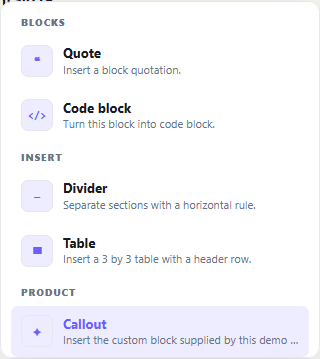 BLOCKS
❝
Quote
Insert a block quotation.
</>
Code block
Turn this block into code block.
INSERT
—
Divider
Separate sections with a horizontal rule.
Table
Insert a 3 by 3 table with a header row.
PRODUCT
Callout
Insert the custom block supplied by this demo ...